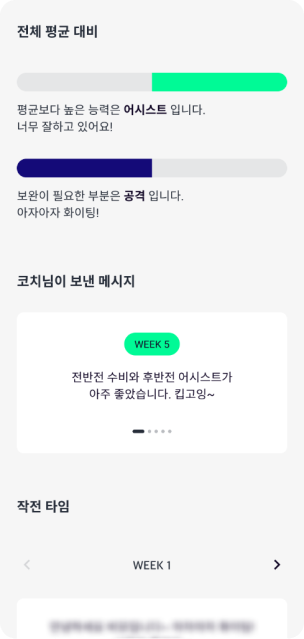 전체 평균 대비
평균보다 높은 능력은 어시스트 입니다.
너무 잘하고 있어요!
보완이 필요한 부분은 공격 입니다.
아자아자 화이팅!
코치님이 보낸 메시지
WEEK 5
전반전 수비와 후반전 어시스트가
아주 좋았습니다. 킵고잉~
작전 타임
WEEK 1